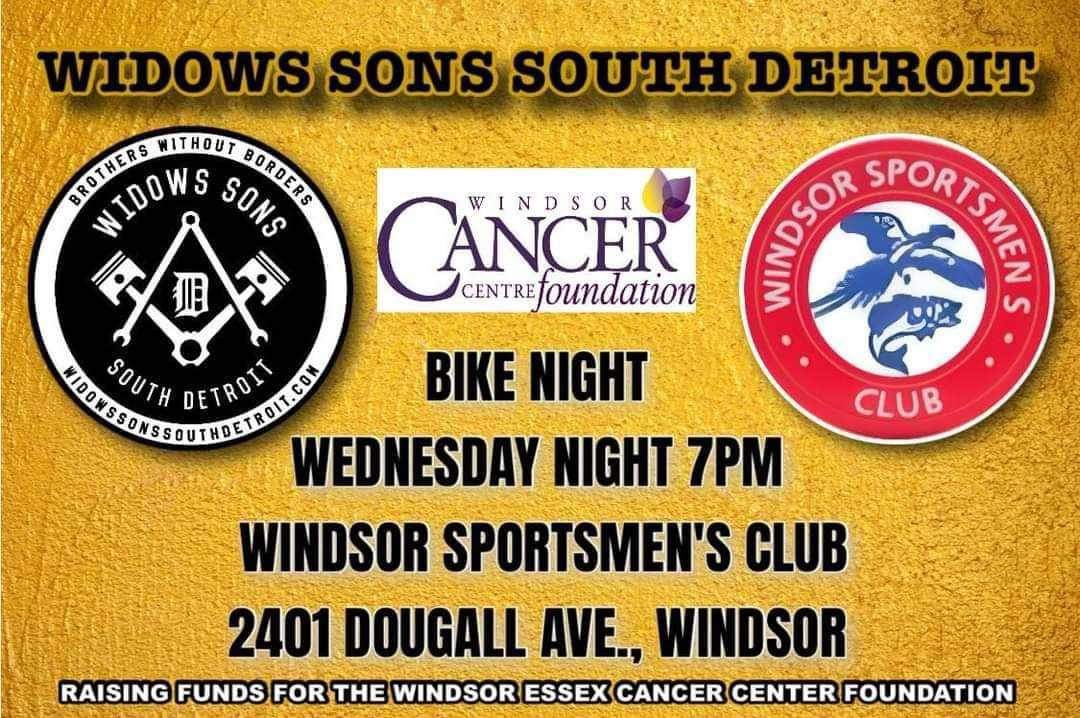 WIDOWS SONS SOUTH DETROIT
BROTHERS WITHOUT BORDERS
WIDOWS SONS
D
SOUTH DETROIT
WIDOWSSONSSOUTHDETROIT.COM
WINDSOR
CANCER
CENTRE foundation
WINDSOR SPORTSMEN'S
CLUB
BIKE NIGHT
WEDNESDAY NIGHT 7PM
WINDSOR SPORTSMEN'S CLUB
2401 DOUGALL AVE., WINDSOR
RAISING FUNDS FOR THE WINDSOR ESSEX CANCER CENTER FOUNDATION